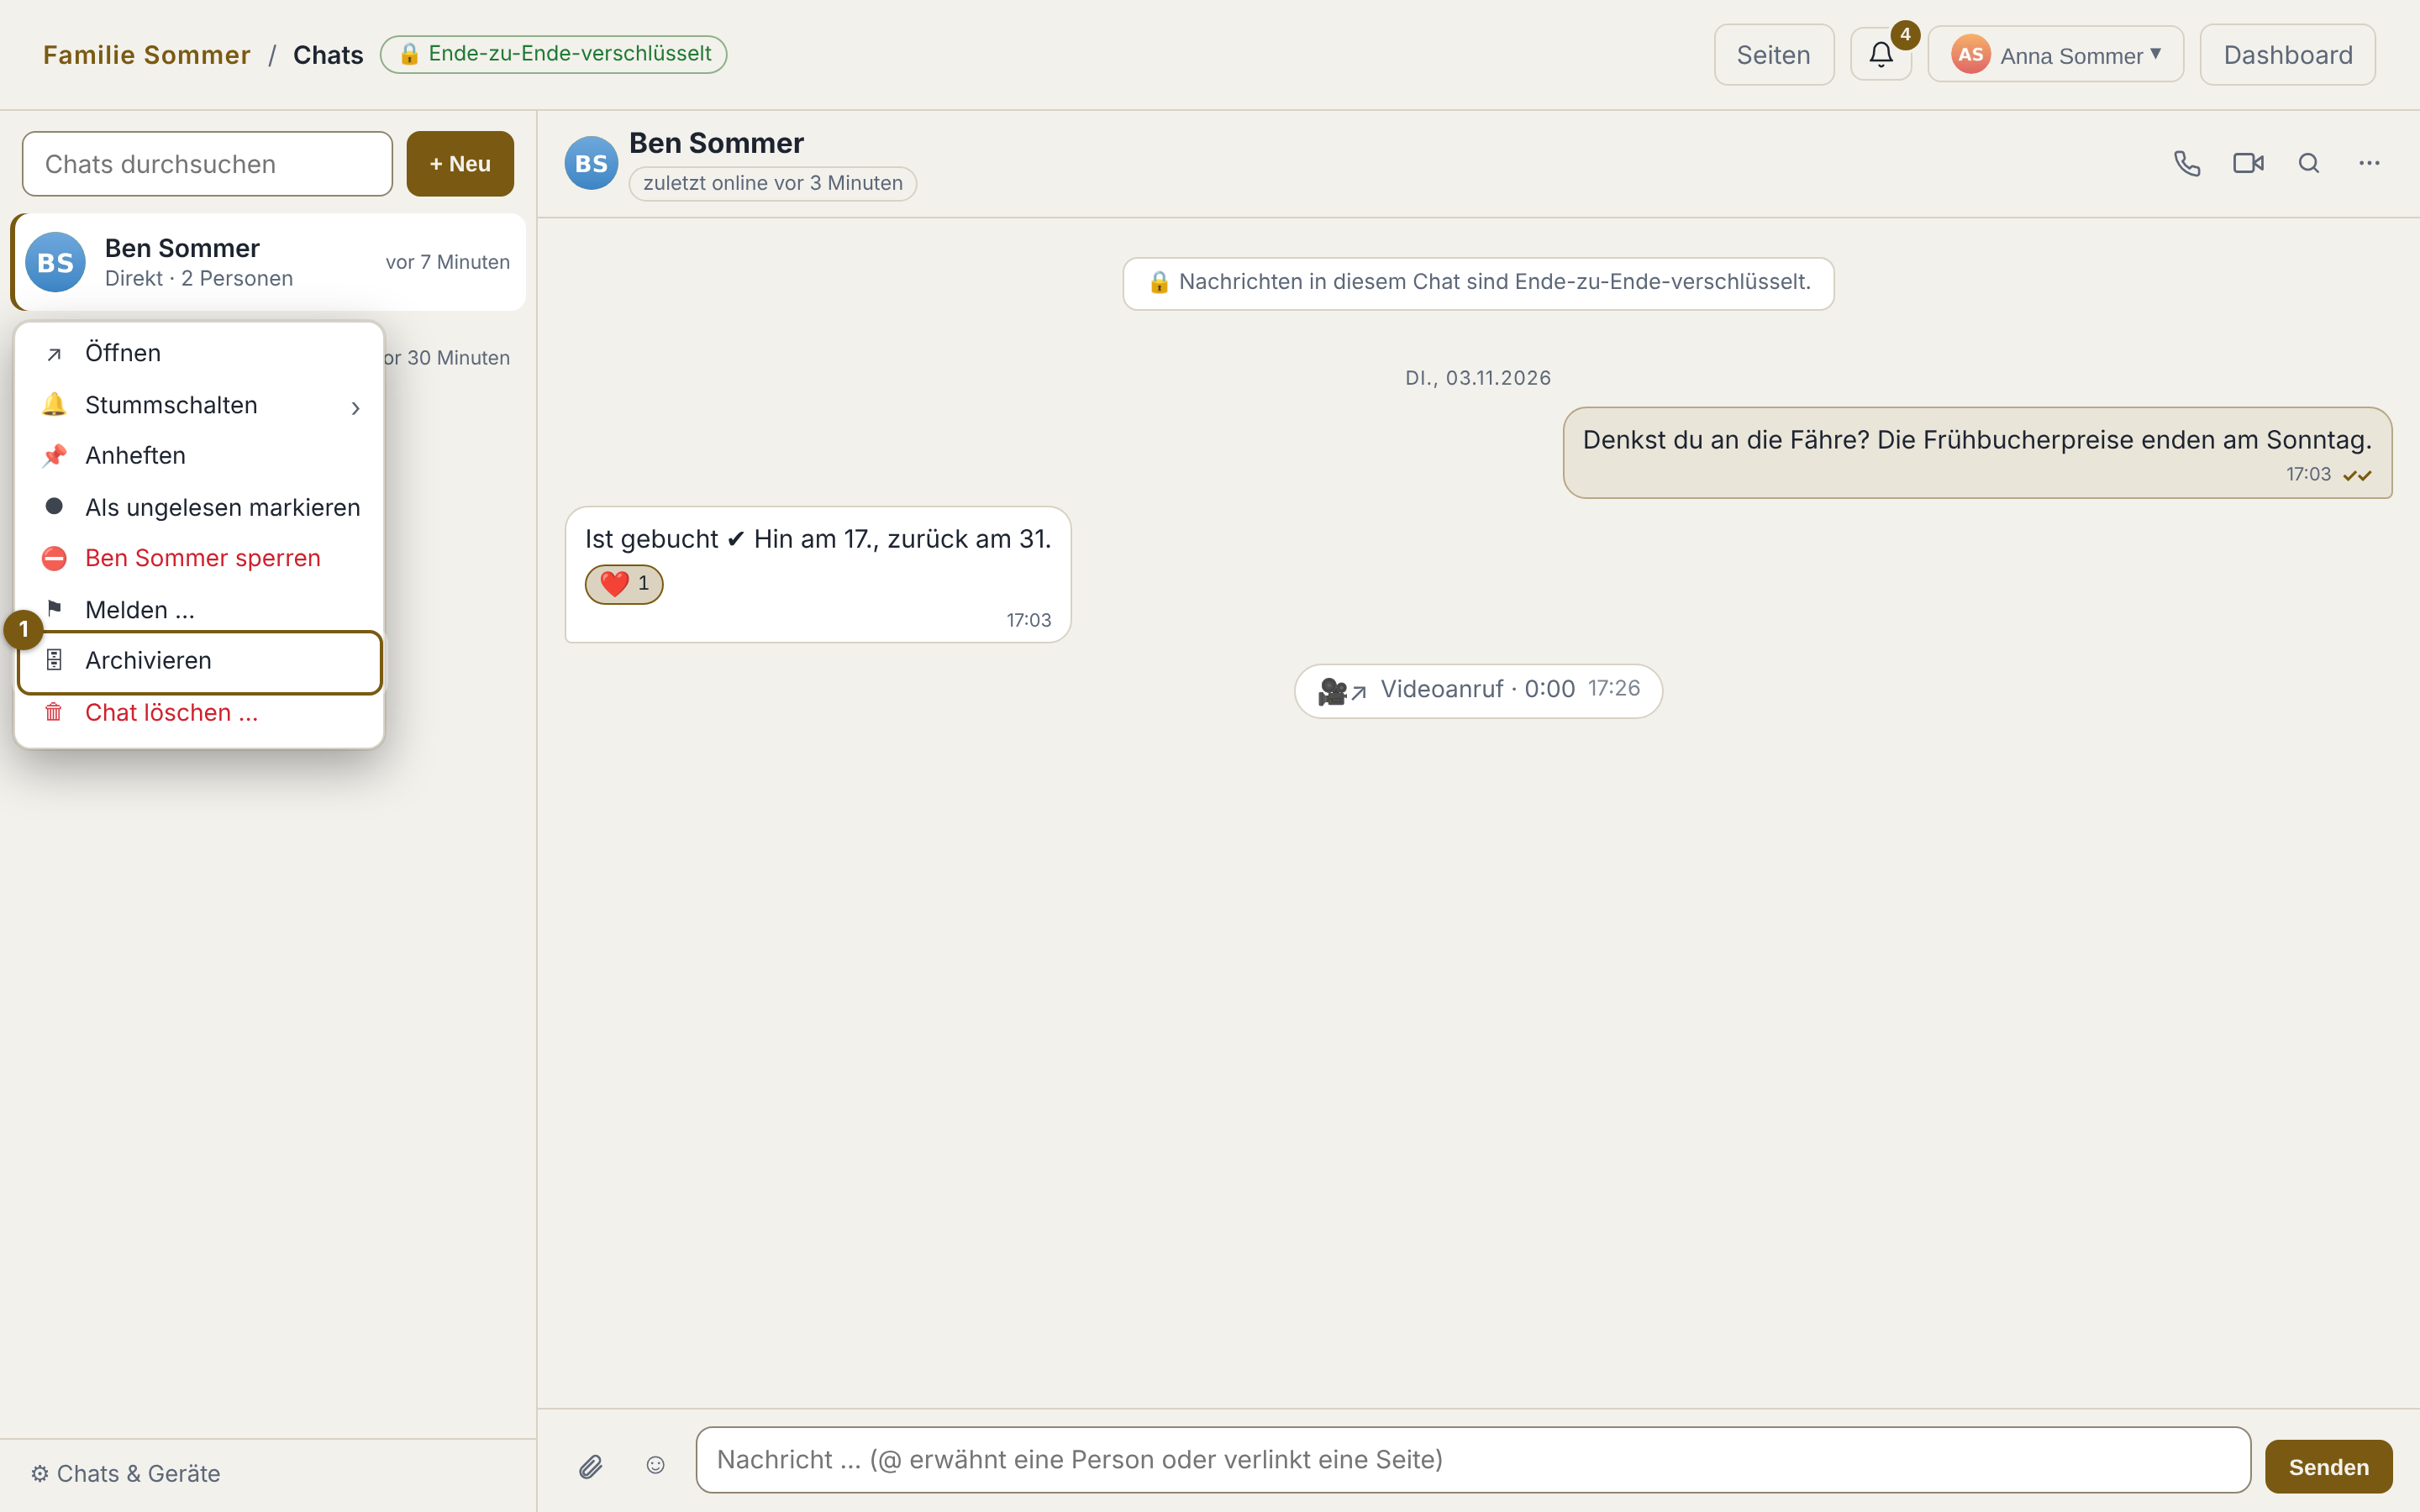 Familie Sommer / Chats 🔒 Ende-zu-Ende-verschlüsselt
Seiten
4
AS Anna Sommer ▾
Dashboard
Chats durchsuchen
+ Neu
BS
Ben Sommer
Direkt · 2 Personen
vor 7 Minuten
or 30 Minuten
Öffnen
Stummschalten ›
Anheften
Als ungelesen markieren
Ben Sommer sperren
Melden …
1
Archivieren
Chat löschen …
⚙ Chats & Geräte
BS
Ben Sommer
zuletzt online vor 3 Minuten
🔒 Nachrichten in diesem Chat sind Ende-zu-Ende-verschlüsselt.
DI., 03.11.2026
Denkst du an die Fähre? Die Frühbucherpreise enden am Sonntag.
17:03
Ist gebucht ✔ Hin am 17., zurück am 31.
❤️ 1
17:03
Videoanruf · 0:00 17:26
Nachricht … (@ erwähnt eine Person oder verlinkt eine Seite)
Senden